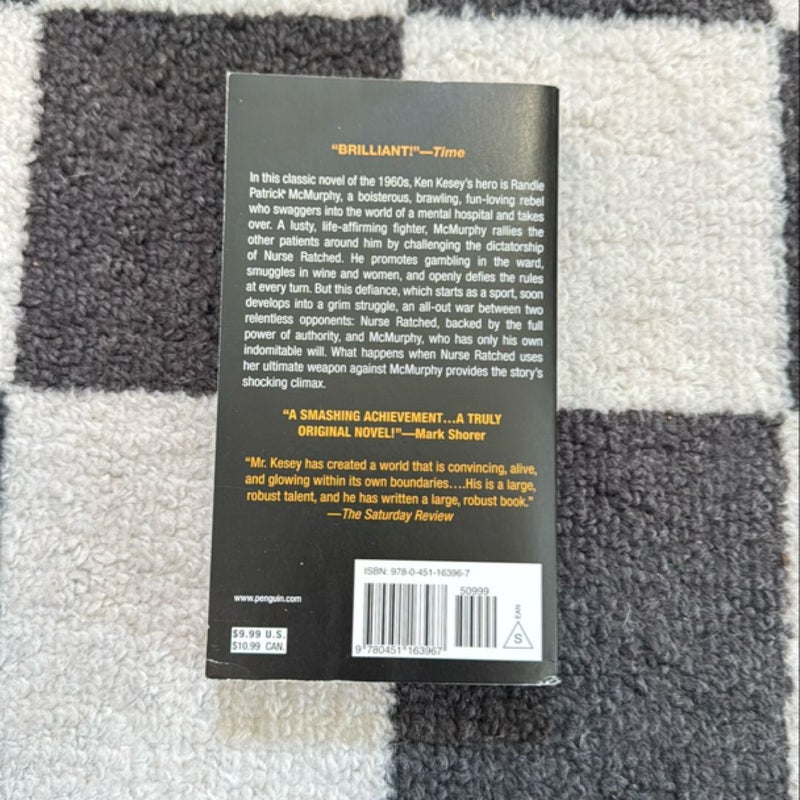 “BRILLIANT!”—Time
In this classic novel of the 1960s, Ken Kesey's hero is Randle
Patrick McMurphy, a boisterous, brawling, fun-loving rebel
who swaggers into the world of a mental hospital and takes
over. A lusty, life-affirming fighter, McMurphy rallies the
other patients around him by challenging the dictatorship
of Nurse Ratched. He promotes gambling in the ward,
smuggles in wine and women, and openly defies the rules
at every turn. But this defiance, which starts as a sport, soon
develops into a grim struggle, an all-out war between two
relentless opponents: Nurse Ratched, backed by the full
power of authority, and McMurphy, who has only his own
indomitable will. What happens when Nurse Ratched uses
her ultimate weapon against McMurphy provides the story's
shocking climax.
“A SMASHING ACHIEVEMENT...A TRULY
ORIGINAL NOVEL!”—Mark Shorer
“Mr. Kesey has created a world that is convincing, alive,
and glowing within its own boundaries....His is a large,
robust talent, and he has written a large, robust book.”
—The Saturday Review
ISBN: 978-0-451-16396-7
50999
EAN
S
9 780451 163967
www.penguin.com
$9.99 U.S.
$10.99 CAN.